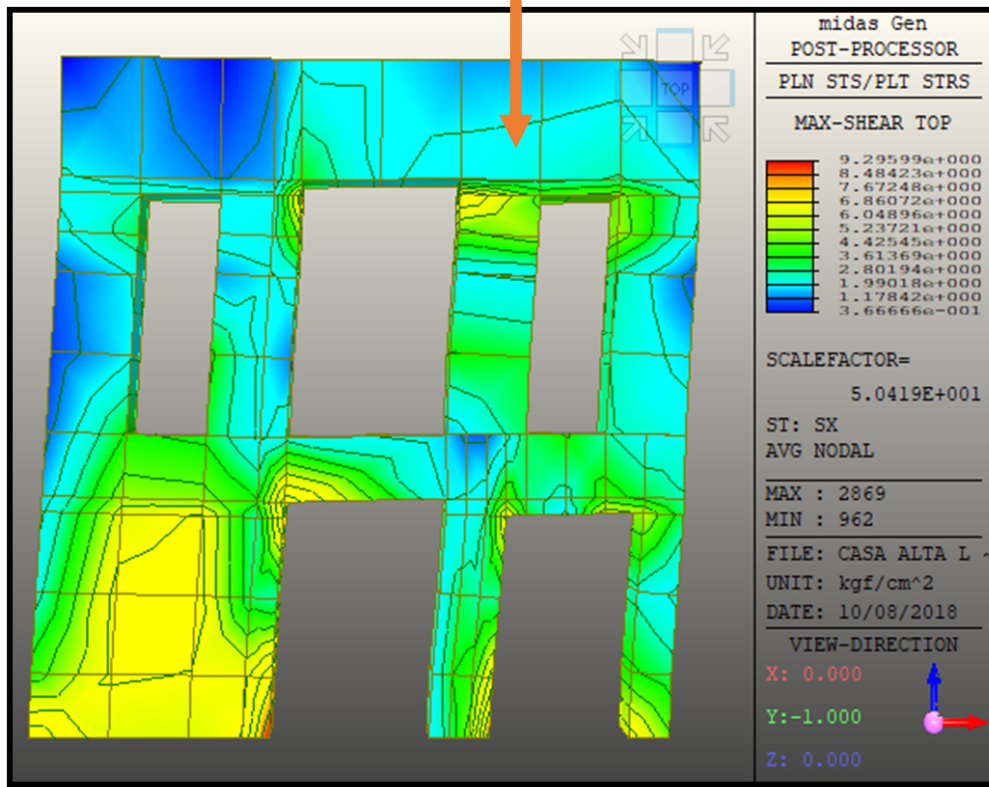 TOP
midas Gen
POST-PROCESSOR
PLN STS/PLT STRS
MAX-SHEAR TOP
9.29599e+000
8.48423e+000
7.67248e+000
6.86072e+000
6.04896e+000
5.23721e+000
4.42545e+000
3.61369e+000
2.80194e+000
1.99018e+000
1.17842e+000
3.66666e-001
SCALEFACTOR=
5.0419E+001
ST: SX
AVG NODAL
MAX : 2869
MIN : 962
FILE: CASA ALTA L ~
UNIT: kgf/cm^2
DATE: 10/08/2018
VIEW-DIRECTION
X: 0.000
Y:-1.000
Z: 0.000